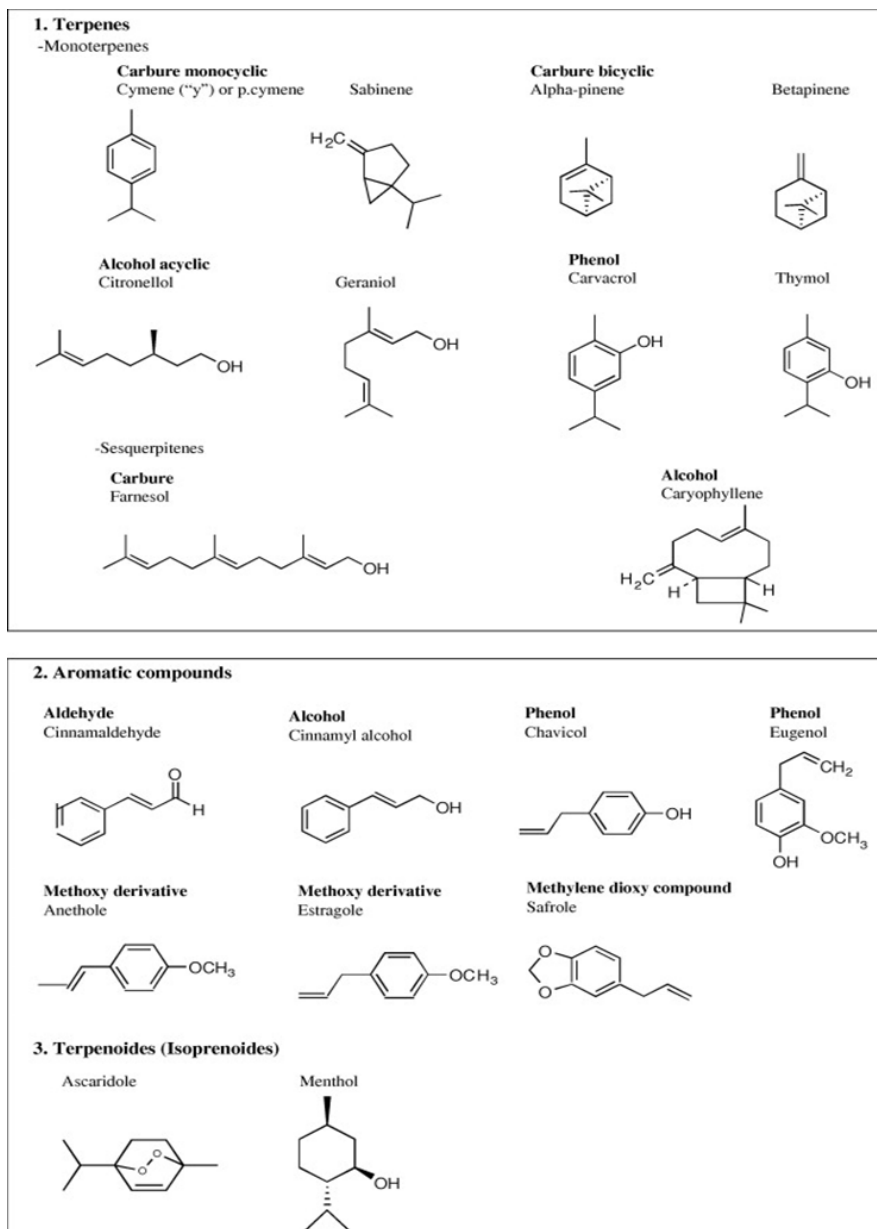 1. Terpenes
-Monoterpenes
Carbure monocyclic
Cymene (“y”) or p.cymene
Sabinene
Carbure bicyclic
Alpha-pinene
Betapinene
H₂C
Alcohol acyclic
Citronellol
Geraniol
Phenol
Carvacrol
Thymol
OH
OH
OH
OH
-Sesquerpitenes
Carbure
Farnesol
Alcohol
Caryophyllene
OH
H₂C
H
H
2. Aromatic compounds
Aldehyde
Cinnamaldehyde
Alcohol
Cinnamyl alcohol
Phenol
Chavicol
Phenol
Eugenol
O
H
OH
OH
CH₂
OCH₃
OH
Methoxy derivative
Anethole
Methoxy derivative
Estragole
Methylene dioxy compound
Safrole
OCH₃
OCH₃
O
O
3. Terpenoides (Isoprenoides)
Ascaridole
Menthol
O
O
OH